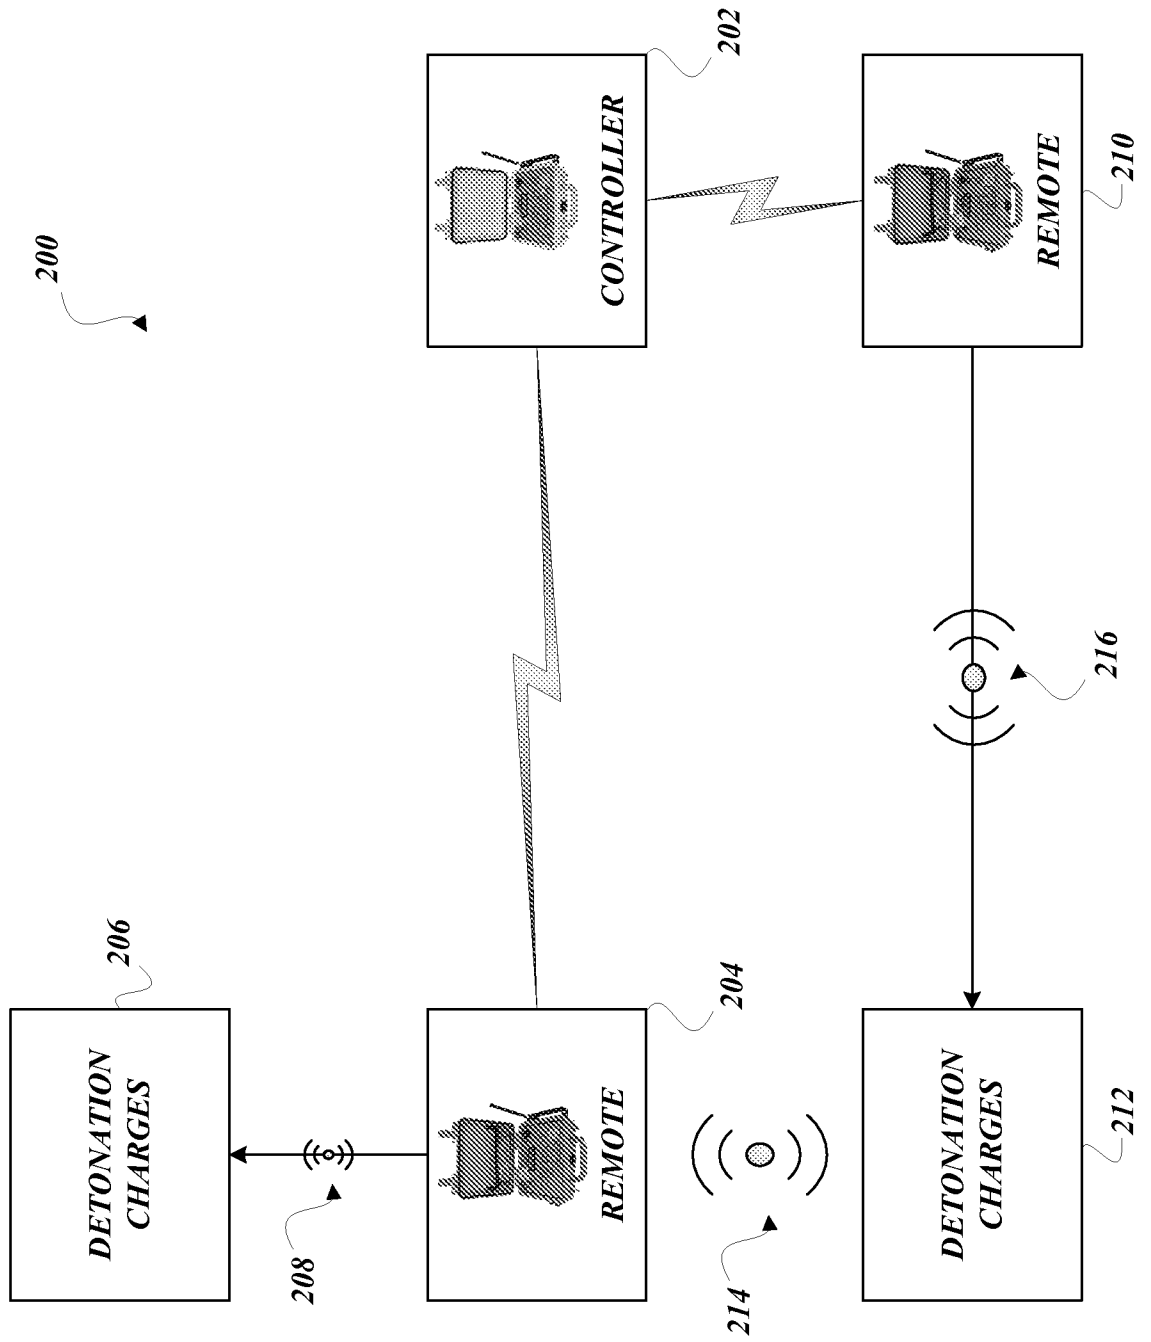 200
CONTROLLER
202
REMOTE
210
216
DETONATION
CHARGES
206
208
REMOTE
204
214
DETONATION
CHARGES
212